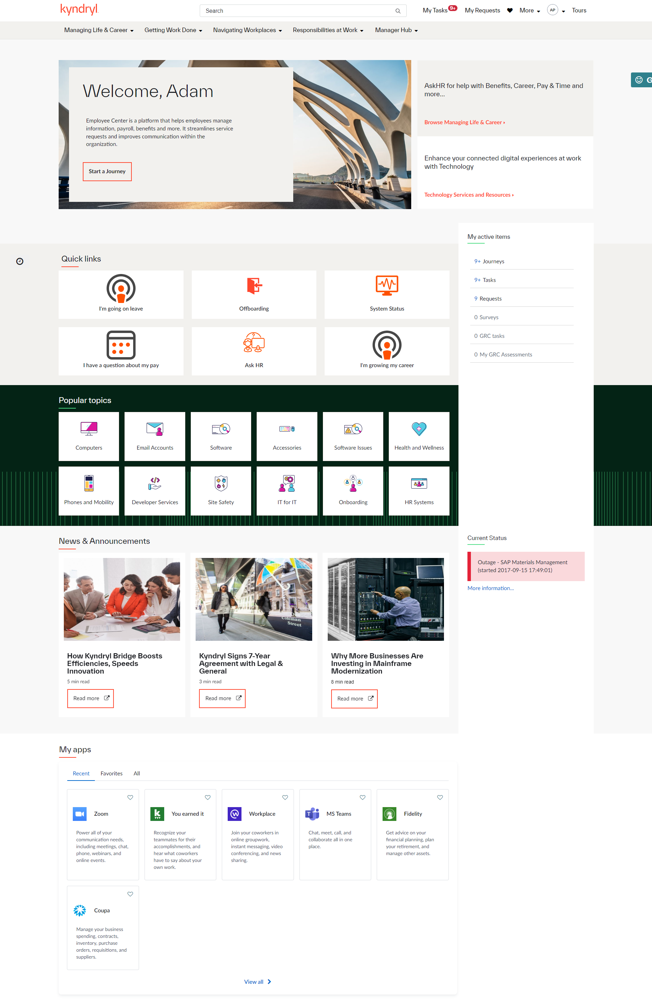 kyndryl
Search
My Tasks 9+
My Requests
More
AP
Tours
Managing Life & Career
Getting Work Done
Navigating Workplaces
Responsibilities at Work
Manager Hub
Welcome, Adam
Employee Center is a platform that helps employees manage
information, payroll, benefits and more. It streamlines service
requests and improves communication within the
organization.
Start a Journey
AskHR for help with Benefits, Career, Pay & Time and
more...
Browse Managing Life & Career
Enhance your connected digital experiences at work
with Technology
Technology Services and Resources
My active items
9+ Journeys
9+ Tasks
9 Requests
0 Surveys
0 GRC tasks
0 My GRC Assessments
Quick links
I'm going on leave
Offboarding
System Status
I have a question about my pay
Ask HR
I'm growing my career
Popular topics
Computers
Email Accounts
Software
Accessories
Software Issues
Health and Wellness
Phones and Mobility
Developer Services
Site Safety
IT for IT
Onboarding
HR Systems
News & Announcements
One
Coleman
Street
How Kyndryl Bridge Boosts
Efficiencies, Speeds
Innovation
5 min read
Read more
Kyndryl Signs 7-Year
Agreement with Legal &
General
3 min read
Read more
Why More Businesses Are
Investing in Mainframe
Modernization
8 min read
Read more
Current Status
Outage - SAP Materials Management
(started 2017-09-15 17:49:01)
More information...
My apps
Recent
Favorites
All
Zoom
Power all of your
communication needs,
including meetings, chat,
phone, webinars, and
online events.
You earned it
Recognize your
teammates for their
accomplishments, and
hear what coworkers
have to say about your
own work.
Workplace
Join your coworkers in
online groupwork,
instant messaging, video
conferencing, and news
sharing.
MS Teams
Chat, meet, call, and
collaborate all in one
place.
Fidelity
Get advice on your
financial planning, plan
your retirement, and
manage other assets.
Coupa
Manage your business
spending, contracts,
inventory, purchase
orders, requisitions, and
suppliers.
View all